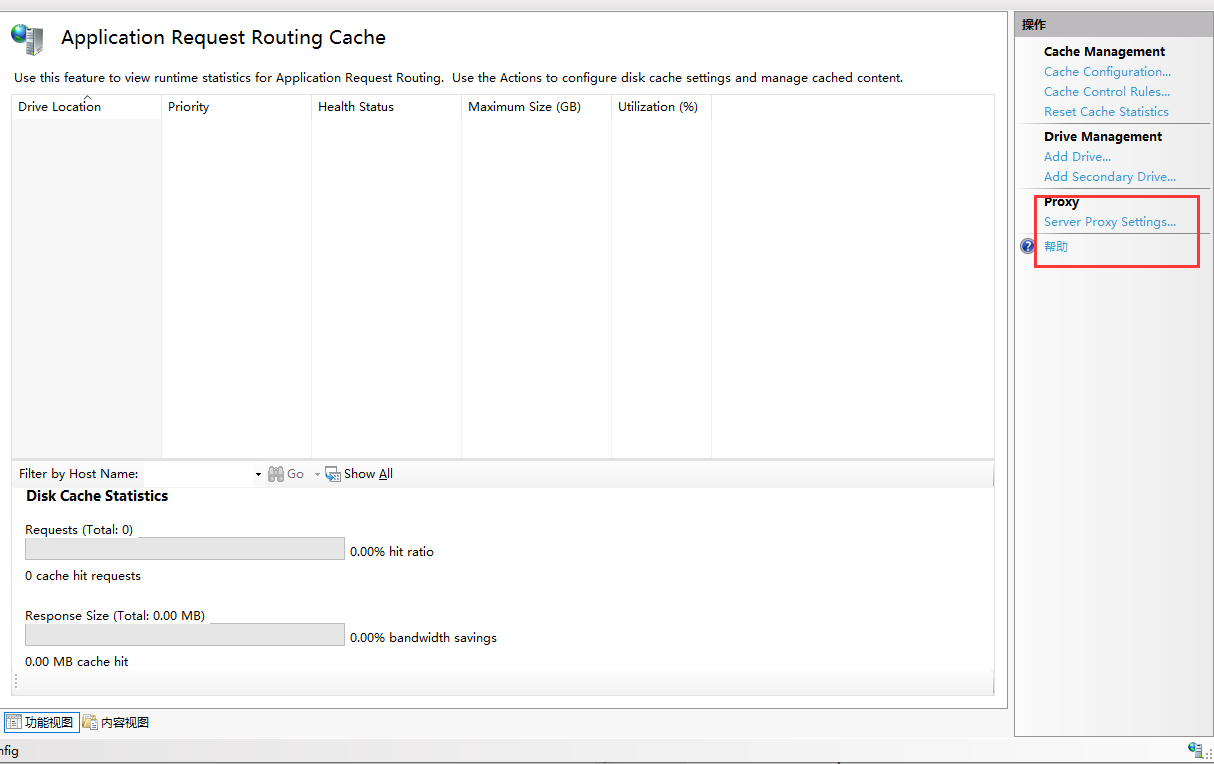 Application Request Routing Cache
Use this feature to view runtime statistics for Application Request Routing.  Use the Actions to configure disk cache settings and manage cached content.
Drive Location Priority Health Status Maximum Size (GB) Utilization (%)
Filter by Host Name: Go Show All
Disk Cache Statistics
Requests (Total: 0)
0.00% hit ratio
0 cache hit requests
Response Size (Total: 0.00 MB)
0.00% bandwidth savings
0.00 MB cache hit
功能视图 内容视图
nfig
操作
Cache Management
Cache Configuration...
Cache Control Rules...
Reset Cache Statistics
Drive Management
Add Drive...
Add Secondary Drive...
Proxy
Server Proxy Settings...
帮助